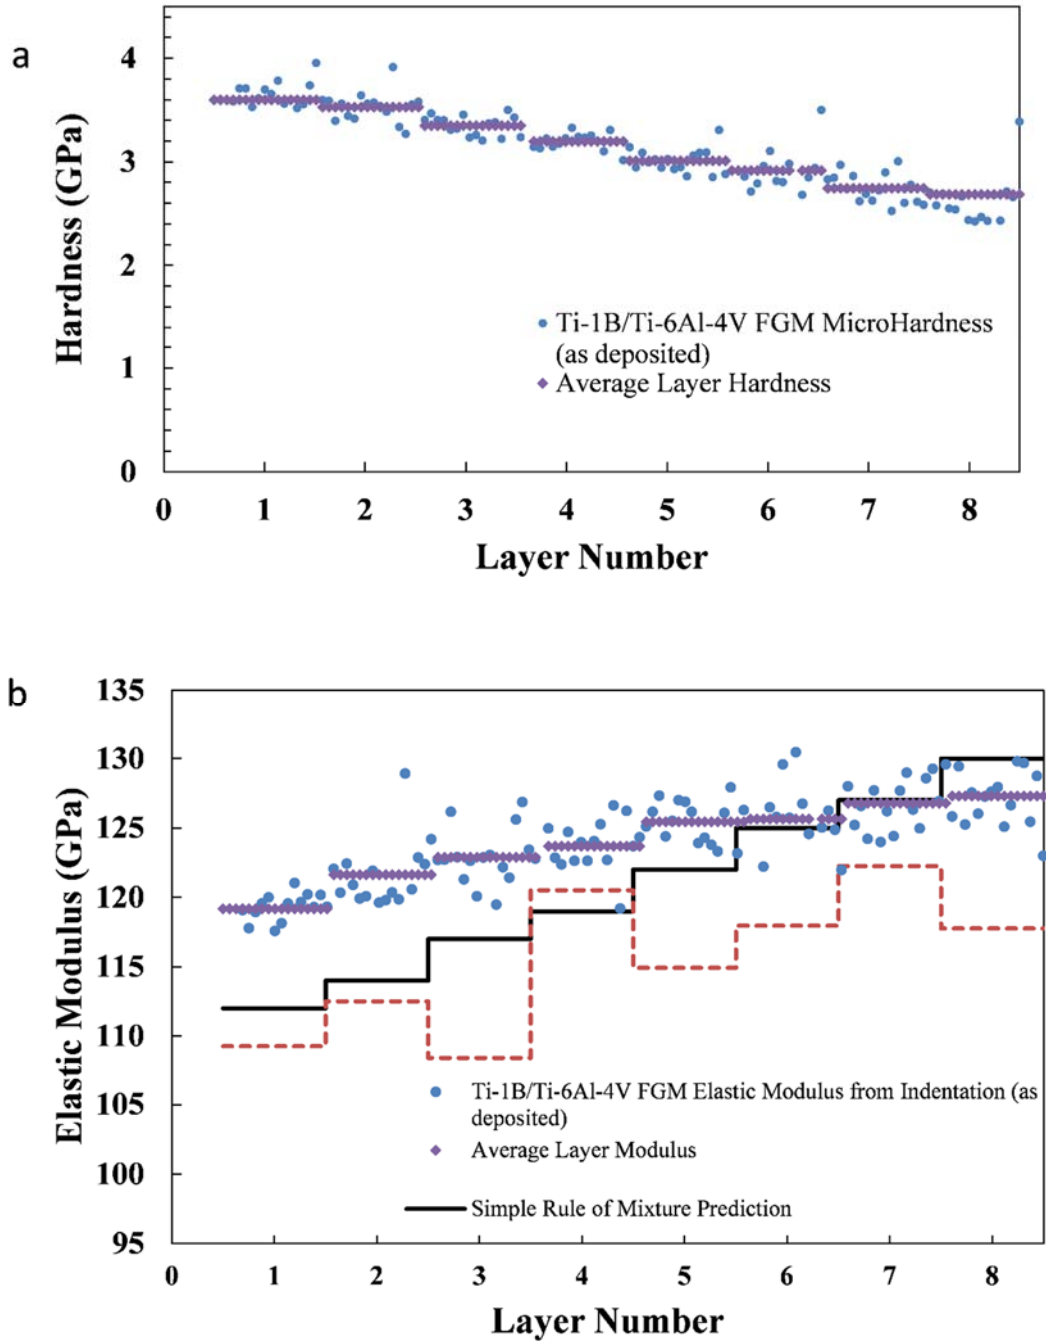 a
4
3
2
1
0
Hardness (GPa)
Ti-1B/Ti-6Al-4V FGM MicroHardness
(as deposited)
Average Layer Hardness
0 1 2 3 4 5 6 7 8
Layer Number
b
135
130
125
120
115
110
105
100
95
Elastic Modulus (GPa)
Ti-1B/Ti-6Al-4V FGM Elastic Modulus from Indentation (as
deposited)
Average Layer Modulus
Simple Rule of Mixture Prediction
0 1 2 3 4 5 6 7 8
Layer Number